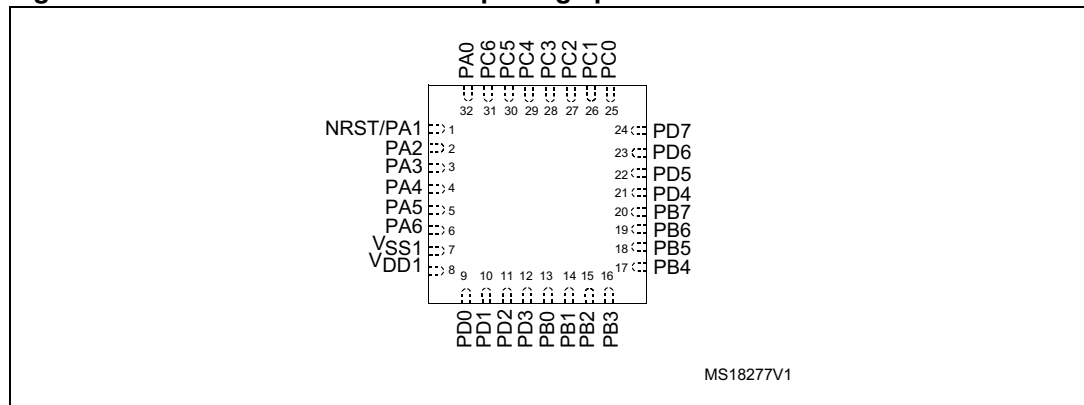 PA0 PC6 PC5 PC4 PC3 PC2 PC1 PC0
32 31 30 29 28 27 26 25
NRST/PA1 1 24 PD7
PA2 2 23 PD6
PA3 3 22 PD5
PA4 4 21 PD4
PA5 5 20 PB7
PA6 6 19 PB6
VSS1 7 18 PB5
VDD1 8 17 PB4
9 10 11 12 13 14 15 16
PD0 PD1 PD2 PD3 PB0 PB1 PB2 PB3
MS18277V1